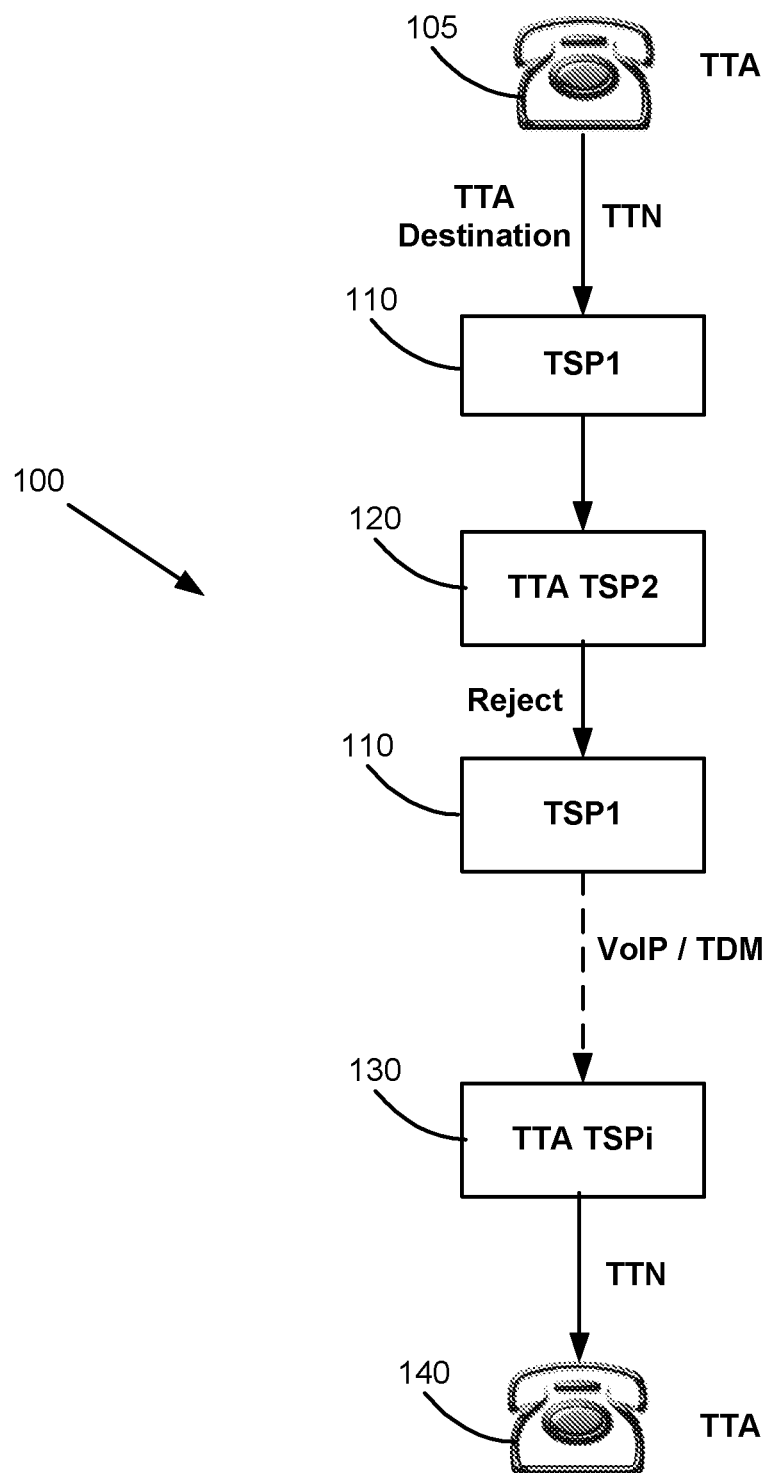 105
TTA
TTA
Destination
TTN
110
TSP1
100
120
TTA TSP2
Reject
110
TSP1
VoIP / TDM
130
TTA TSPi
TTN
140
TTA